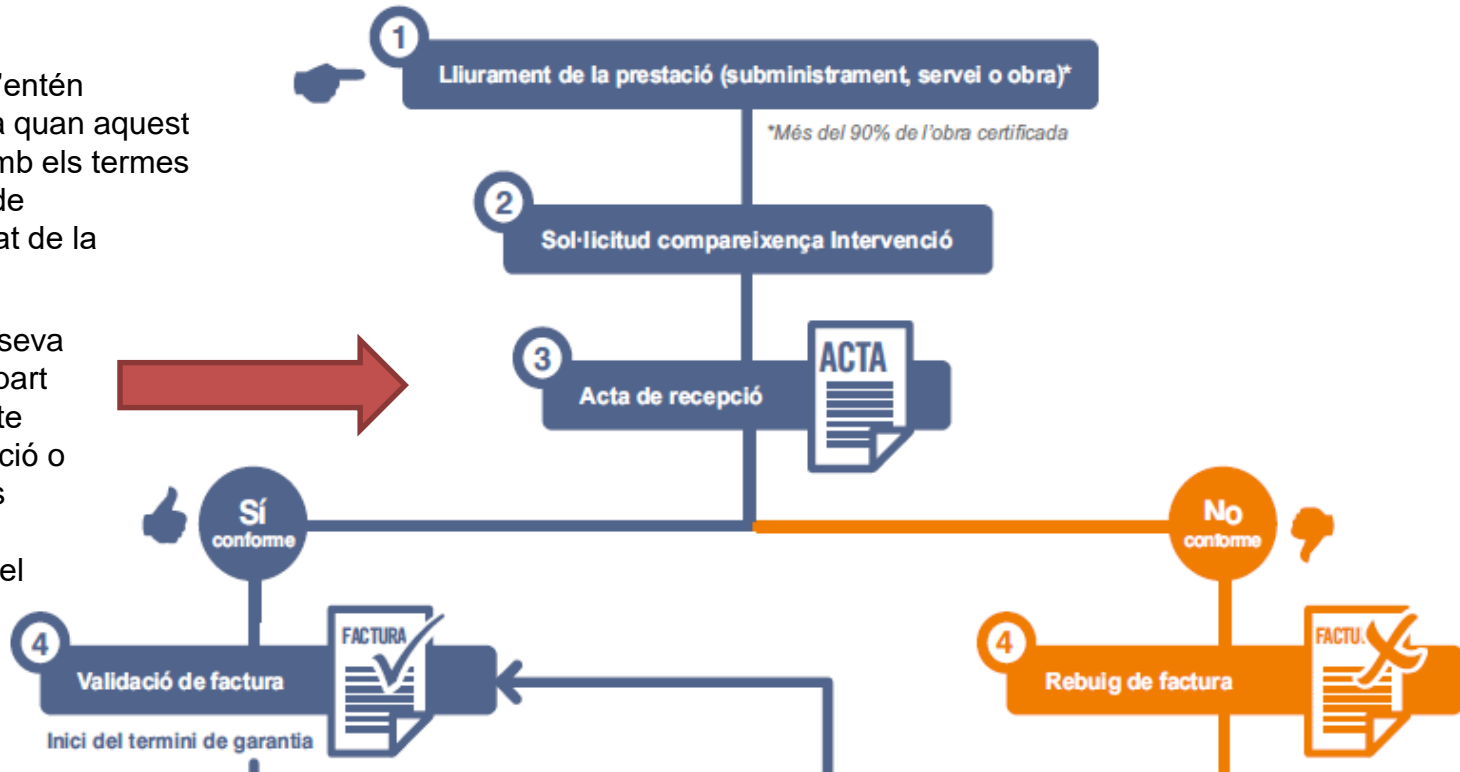 'entén
a quan aquest
mb els termes
de
at de la
seva
part
te
ció o
s
el
1
Lliurament de la prestació (subministrament, servei o obra)*
*Més del 90% de l'obra certificada
2
Sol·licitud compareixença Intervenció
3
Acta de recepció
ACTA
Sí
conforme
No
conforme
4
Validació de factura
FACTURA
Inici del termini de garantia
4
Rebuig de factura
FACTU.